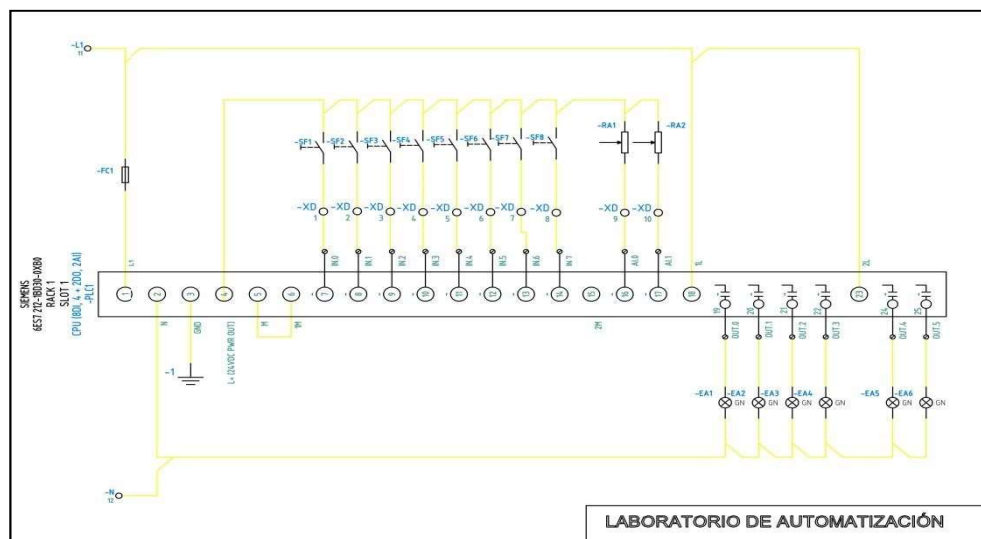 -L1
11
-SF1 -SF2 -SF3 -SF4 -SF5 -SF6 -SF7 -SF8
-RA1 -RA2
-FC1
-XD -XD -XD -XD -XD -XD -XD -XD -XD -XD
1 2 3 4 5 6 7 8 9 10
SIEMENS
6ES7 212-1BD30-0XB0
RACK 1
SLOT 1
CPU (8DI, 4 + 2DO, 2AI)
-PLC1
L1 IN.0 IN.1 IN.2 IN.3 IN.4 IN.5 IN.6 IN.7 AI.0 AI.1 1L 2L
1 2 3 4 5 6 7 8 9 10 11 12 13 14 15 16 17 18 19 20 21 22 23 24 25
N GND L+ (24VDC PWR OUT) M 1M 2M OUT.0 OUT.1 OUT.2 OUT.3 OUT.4 OUT.5
-1
-EA1 -EA2 -EA3 -EA4 -EA5 -EA6
GN GN GN GN GN GN
-N
12
LABORATORIO DE AUTOMATIZACIÓN